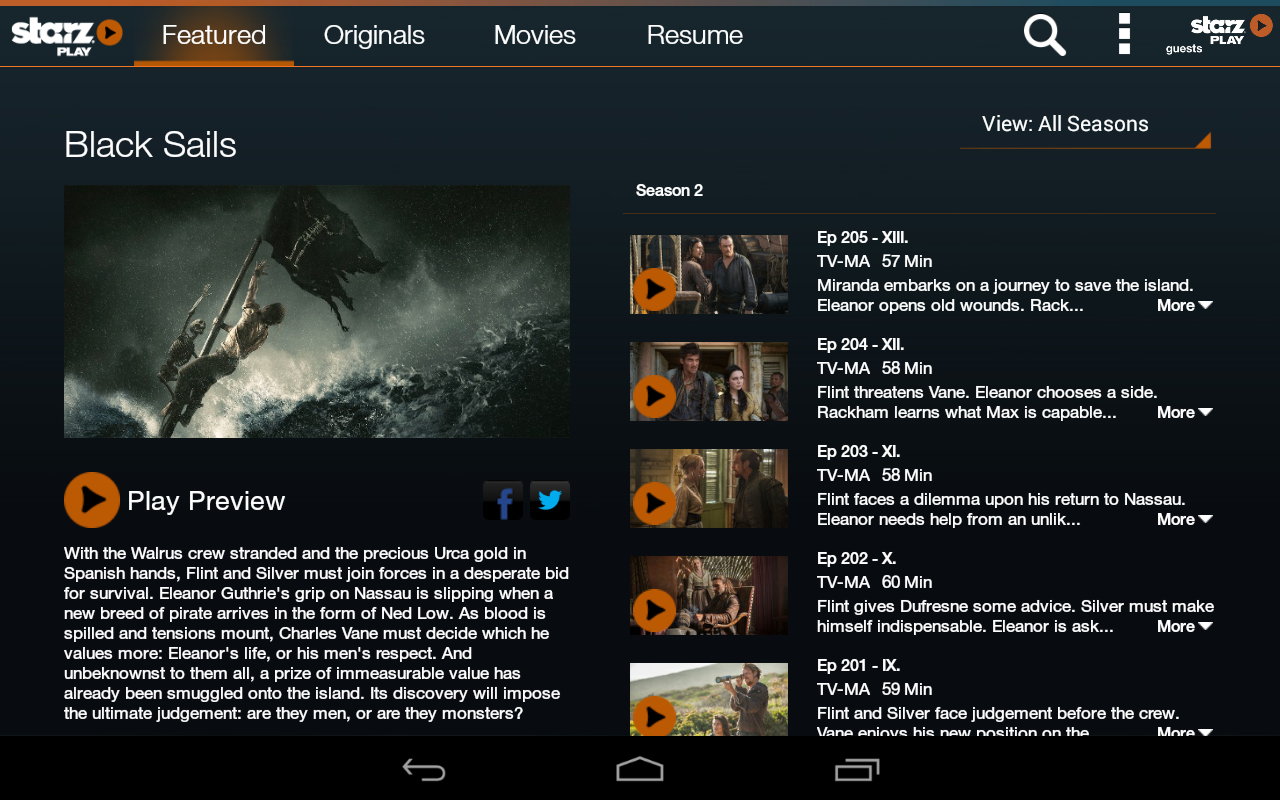 starz PLAY
Featured
Originals
Movies
Resume
starz PLAY
guests
Black Sails
View: All Seasons
Season 2
Ep 205 - XIII.
TV-MA 57 Min
Miranda embarks on a journey to save the island.
Eleanor opens old wounds. Rack... More
Ep 204 - XII.
TV-MA 58 Min
Flint threatens Vane. Eleanor chooses a side.
Rackham learns what Max is capable... More
Ep 203 - XI.
TV-MA 58 Min
Flint faces a dilemma upon his return to Nassau.
Eleanor needs help from an unlik... More
Ep 202 - X.
TV-MA 60 Min
Flint gives Dufresne some advice. Silver must make
himself indispensable. Eleanor is ask... More
Ep 201 - IX.
TV-MA 59 Min
Flint and Silver face judgement before the crew.
Vane enjoys his new position on the More
Play Preview
With the Walrus crew stranded and the precious Urca gold in
Spanish hands, Flint and Silver must join forces in a desperate bid
for survival. Eleanor Guthrie's grip on Nassau is slipping when a
new breed of pirate arrives in the form of Ned Low. As blood is
spilled and tensions mount, Charles Vane must decide which he
values more: Eleanor's life, or his men's respect. And
unbeknownst to them all, a prize of immeasurable value has
already been smuggled onto the island. Its discovery will impose
the ultimate judgement: are they men, or are they monsters?